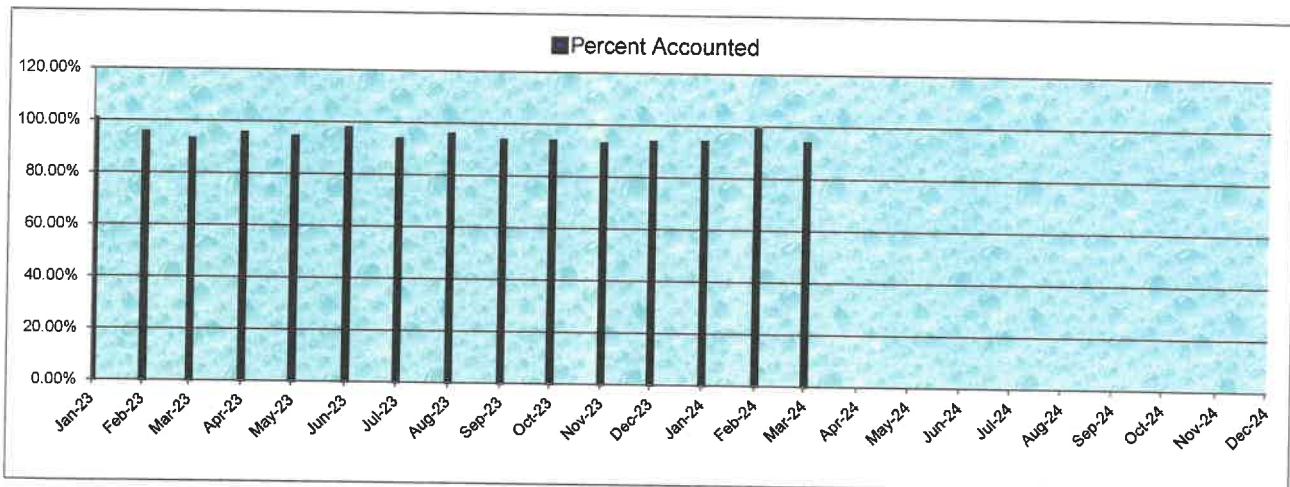 Percent Accounted
120.00%
100.00%
80.00%
60.00%
40.00%
20.00%
0.00%
Jan-23
Feb-23
Mar-23
Apr-23
May-23
Jun-23
Jul-23
Aug-23
Sep-23
Oct-23
Nov-23
Dec-23
Jan-24
Feb-24
Mar-24
Apr-24
May-24
Jun-24
Jul-24
Aug-24
Sep-24
Oct-24
Nov-24
Dec-24